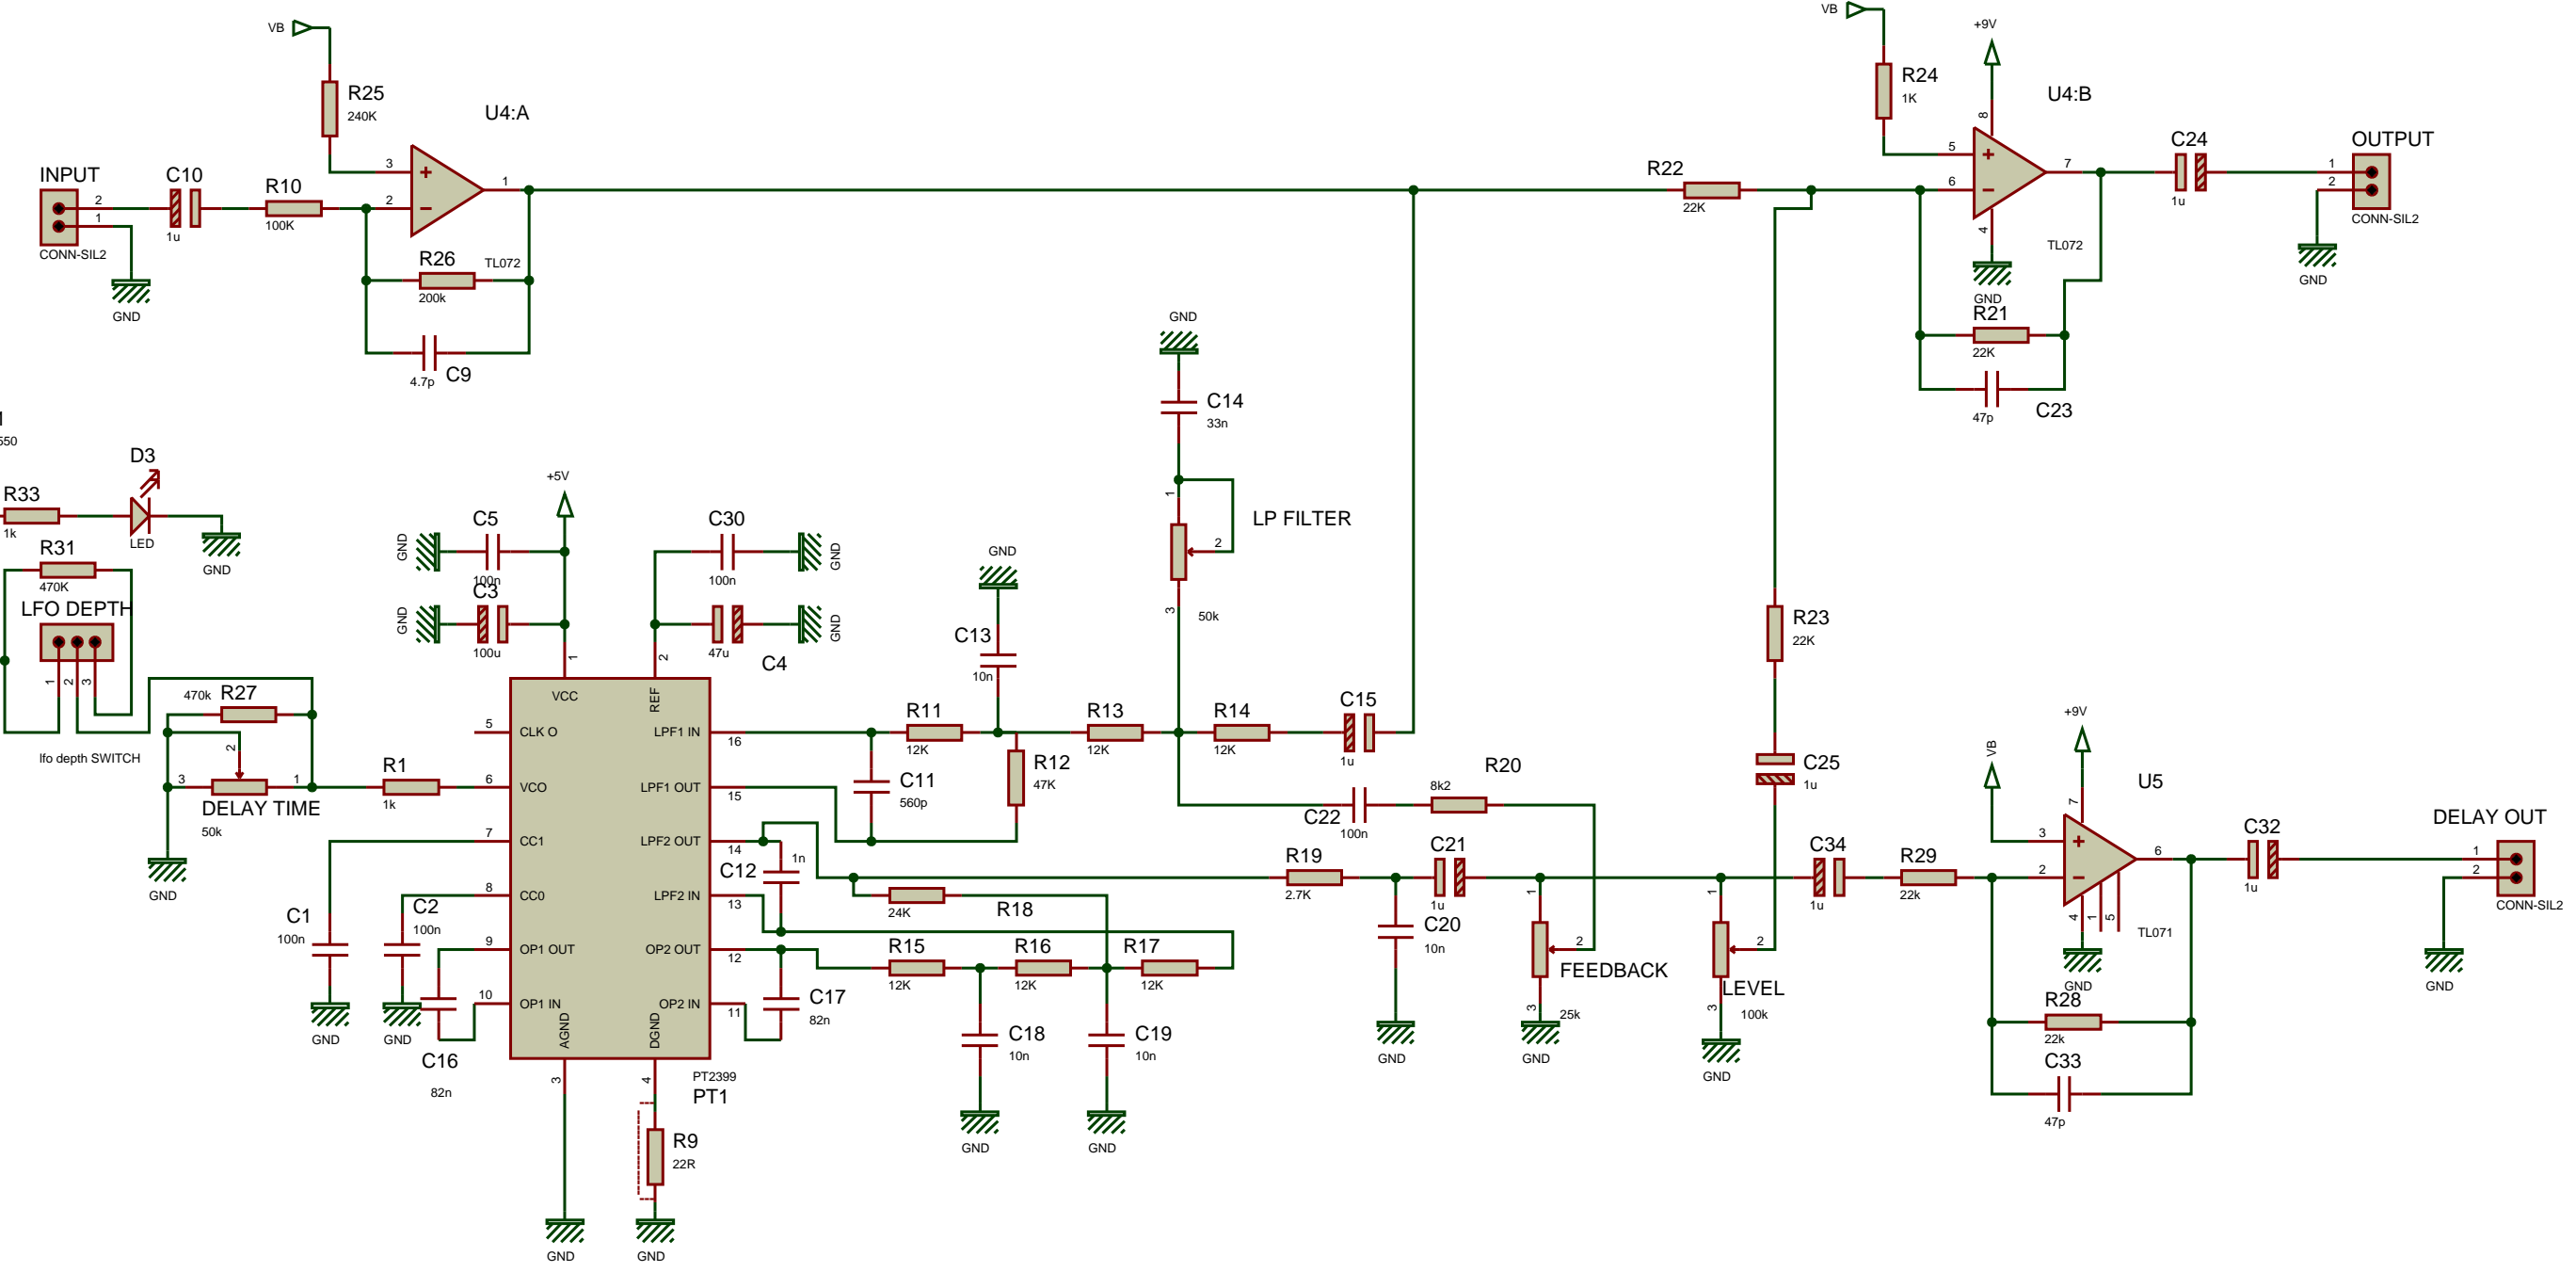 VB
R25
240K
U4:A
INPUT
2
1
CONN-SIL2
GND
C10
1u
R10
100K
3
2
1
R26
200k
TL072
4.7p
C9
VB
R24
1K
+9V
U4:B
8
5
6
7
4
TL072
GND
R22
22K
R21
22K
47p
C23
C24
1u
OUTPUT
1
2
CONN-SIL2
GND
550
R33
1k
D3
LED
GND
R31
470K
LFO DEPTH
1
2
3
lfo depth SWITCH
470k
R27
2
3
1
DELAY TIME
50k
GND
R1
1k
+5V
GND
C5
100n
GND
C3
100u
C30
100n
GND
47u
GND
C4
1
2
VCC
REF
5
CLK O
6
VCO
7
CC1
8
CC0
9
OP1 OUT
10
OP1 IN
LPF1 IN
16
LPF1 OUT
15
LPF2 OUT
14
LPF2 IN
13
OP2 OUT
12
OP2 IN
11
AGND
DGND
3
4
PT2399
PT1
R9
22R
GND
GND
C1
100n
GND
C2
100n
GND
C16
82n
GND
C13
10n
R11
12K
C11
560p
R12
47K
R13
12K
GND
C14
33n
1
2
3
LP FILTER
50k
R14
12K
C15
1u
C22
100n
8k2
R20
1n
C12
24K
R18
R15
12K
R16
12K
R17
12K
C17
82n
C18
10n
GND
C19
10n
GND
R19
2.7K
C21
1u
C20
10n
GND
1
2
3
FEEDBACK
25k
GND
R23
22K
C25
1u
1
2
3
LEVEL
100k
GND
C34
1u
R29
22k
VB
+9V
U5
7
3
2
6
4
1
5
TL071
GND
R28
22k
C33
47p
C32
1u
DELAY OUT
1
2
CONN-SIL2
GND